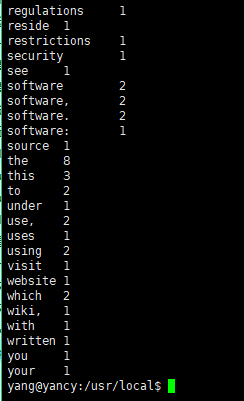 regulations 1
reside 1
restrictions 1
security 1
see 1
software 2
software, 2
software. 2
software: 1
source 1
the 8
this 3
to 2
under 1
use, 2
uses 1
using 2
visit 1
website 1
which 2
wiki, 1
with 1
written 1
you 1
your 1
yang@yancy:/usr/local$